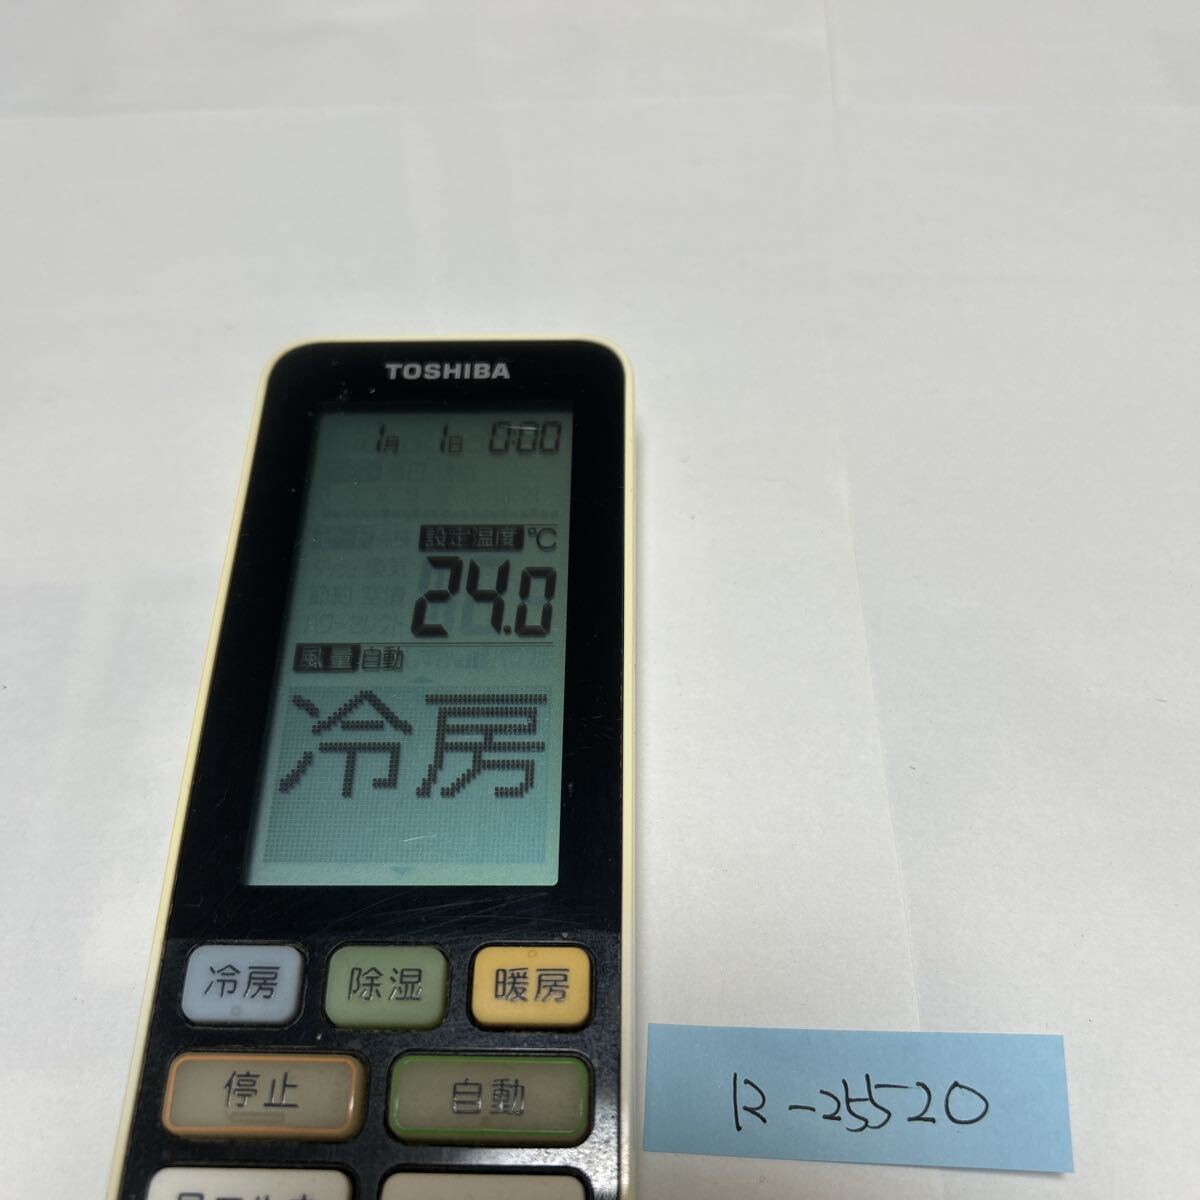 TOSHIBA
1月 1日 0:00
設定温度 ℃
24.0
風量 自動
冷房
冷房 除湿 暖房
停止 自動
R-25520